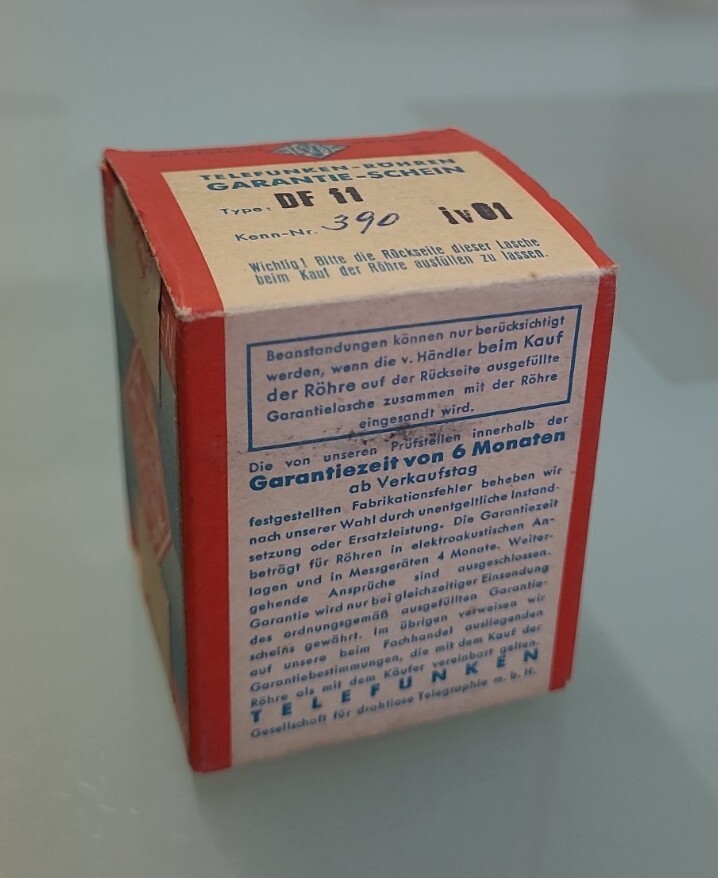 TELEFUNKEN-RÖHREN
GARANTIE-SCHEIN
Type: DF 11
Kenn-Nr. 390 iv01
Wichtig! Bitte die Rückseite dieser Lasche
beim Kauf der Röhre ausfüllen zu lassen.
Beanstandungen können nur berücksichtigt
werden, wenn die v. Händler beim Kauf
der Röhre auf der Rückseite ausgefüllte
Garantielasche zusammen mit der Röhre
eingesandt wird.
Die von unseren Prüfstellen innerhalb der
Garantiezeit von 6 Monaten
ab Verkaufstag
festgestellten Fabrikationsfehler beheben wir
nach unserer Wahl durch unentgeltliche Instand-
setzung oder Ersatzleistung. Die Garantiezeit
beträgt für Röhren in elektroakustischen An-
lagen und in Messgeräten 4 Monate. Weiter-
gehende Ansprüche sind ausgeschlossen.
Garantie wird nur bei gleichzeitiger Einsendung
des ordnungsgemäß ausgefüllten Garantie-
scheins gewährt. Im übrigen verweisen wir
auf unsere beim Fachhandel ausliegenden
Garantiebestimmungen, die mit dem Kauf der
Röhre als mit dem Käufer vereinbart gelten.
TELEFUNKEN
Gesellschaft für drahtlose Telegraphie m. b. H.